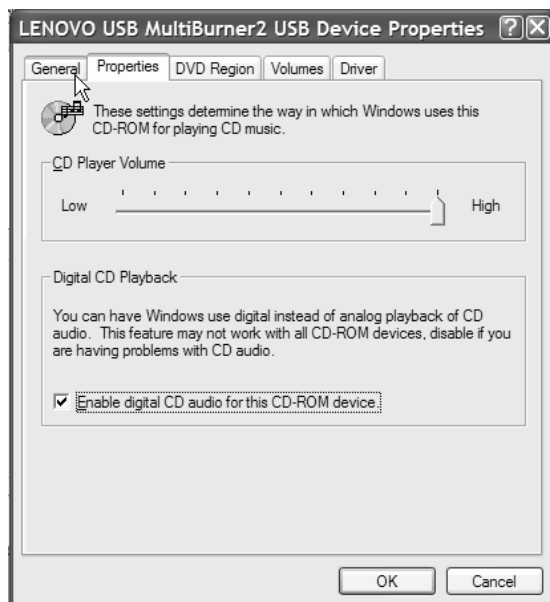 LENOVO USB MultiBurner2 USB Device Properties
General Properties DVD Region Volumes Driver
These settings determine the way in which Windows uses this
CD-ROM for playing CD music.
CD Player Volume
Low High
Digital CD Playback
You can have Windows use digital instead of analog playback of CD
audio. This feature may not work with all CD-ROM devices, disable if you
are having problems with CD audio.
Enable digital CD audio for this CD-ROM device.
OK Cancel